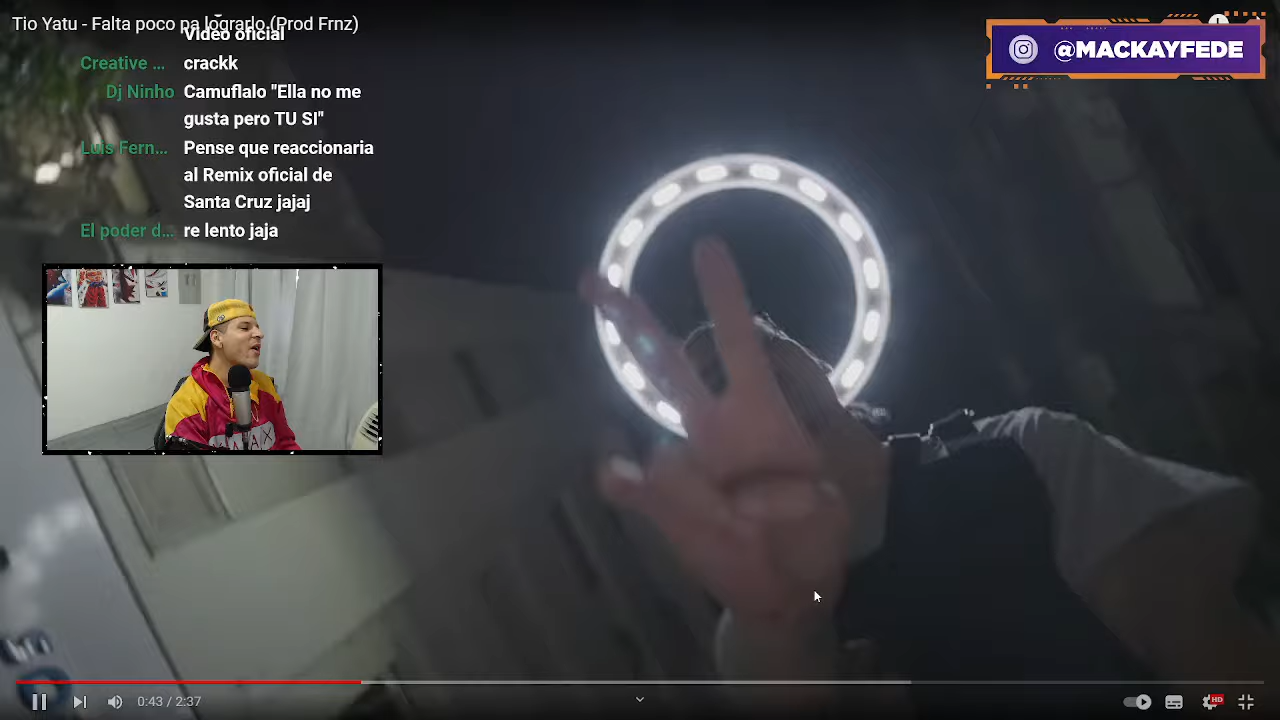 Tio Yatu - Falta poco pa lograrlo (Prod Frnz)
Video oficial
Creative ... crackk
Dj Ninho Camuflalo "Ella no me
gusta pero TU SI"
Luis Fern... Pense que reaccionaria
al Remix oficial de
Santa Cruz jajaj
El poder d... re lento jaja
@MACKAYFEDE
0:43 / 2:37
HD